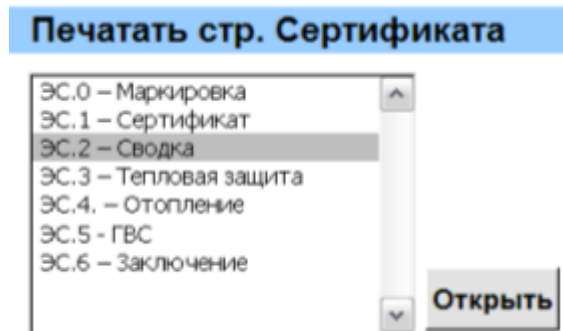 Печатать стр. Сертификата
ЭС.0 – Маркировка
ЭС.1 – Сертификат
ЭС.2 – Сводка
ЭС.3 – Тепловая защита
ЭС.4. – Отопление
ЭС.5 - ГВС
ЭС.6 – Заключение
Открыть